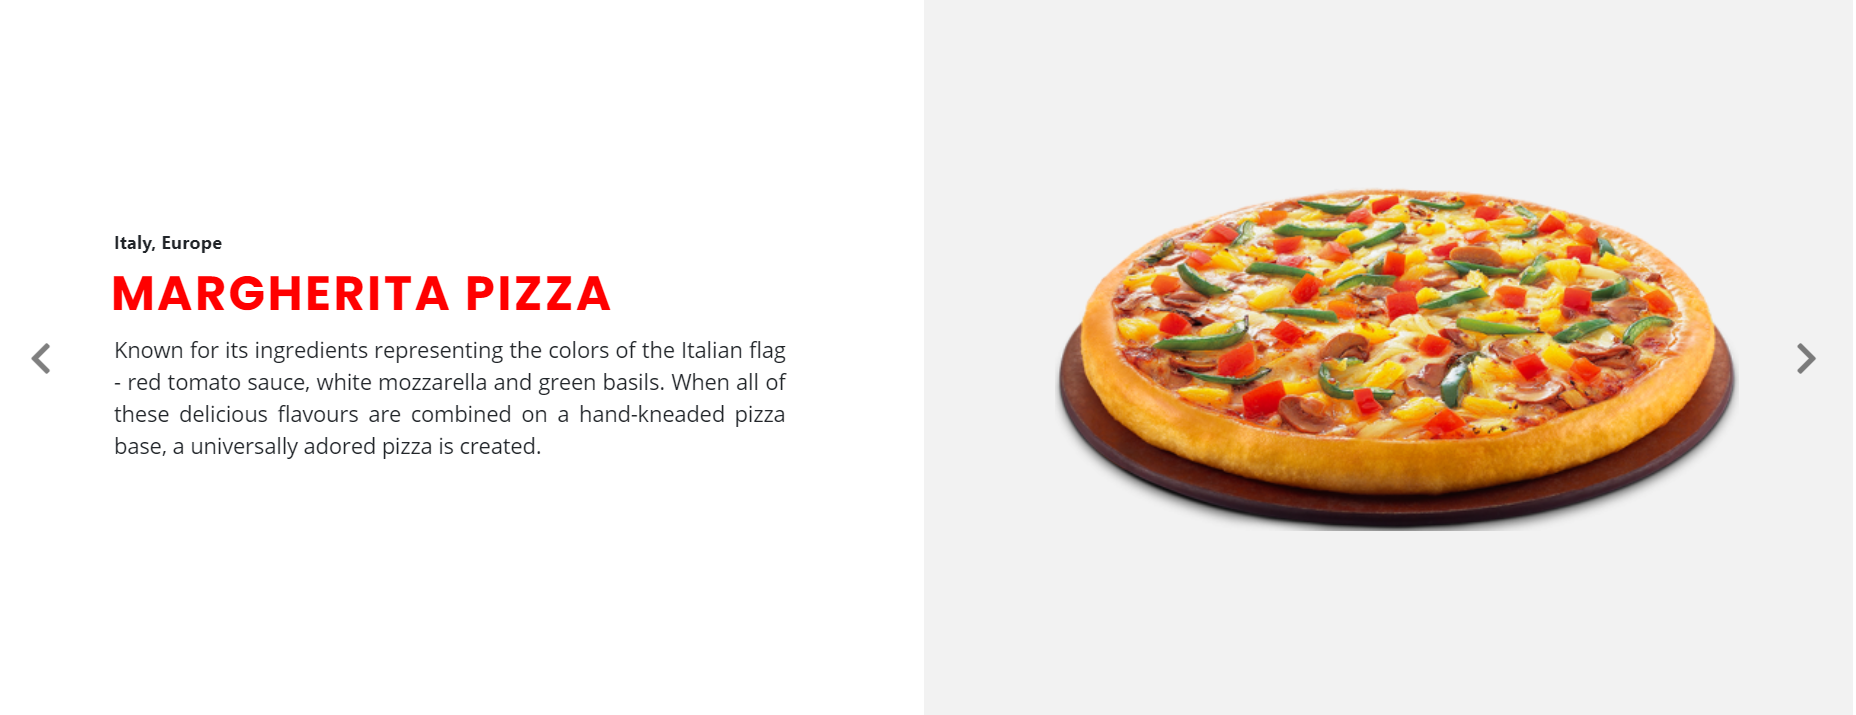 Italy, Europe
MARGHERITA PIZZA
Known for its ingredients representing the colors of the Italian flag
- red tomato sauce, white mozzarella and green basils. When all of
these delicious flavours are combined on a hand-kneaded pizza
base, a universally adored pizza is created.